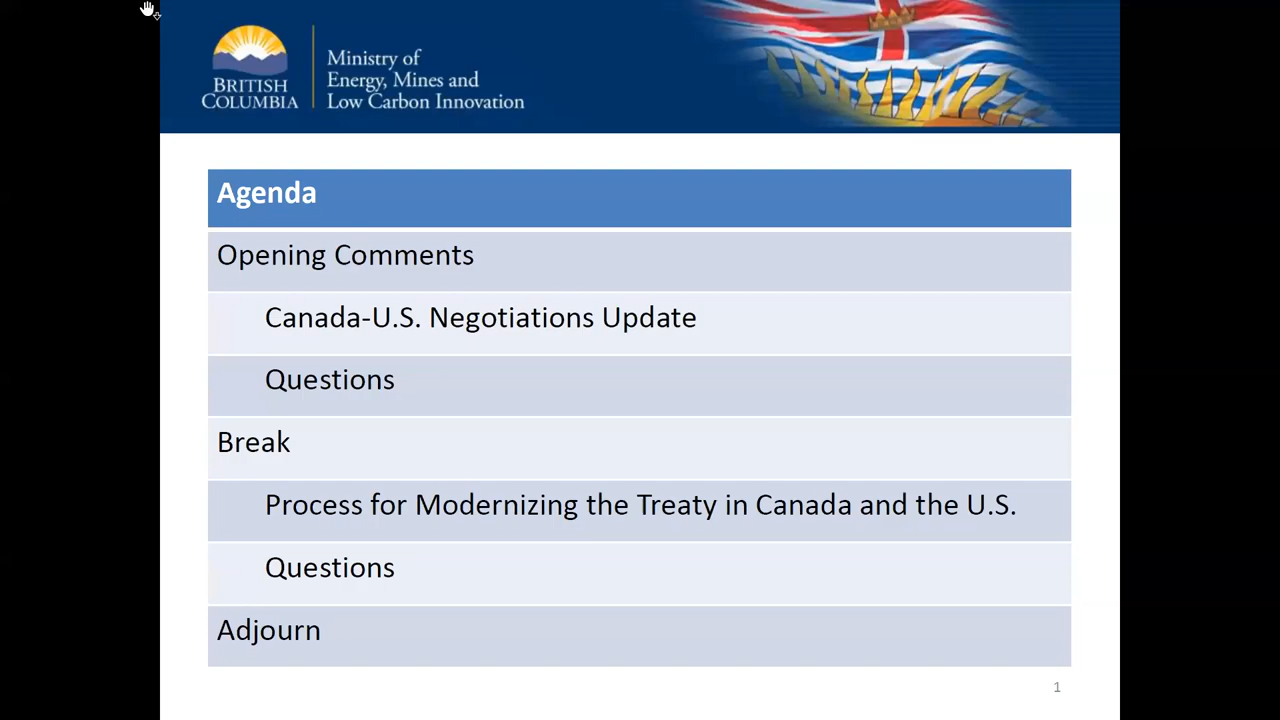 BRITISH
COLUMBIA
Ministry of
Energy, Mines and
Low Carbon Innovation
Agenda
Opening Comments
Canada-U.S. Negotiations Update
Questions
Break
Process for Modernizing the Treaty in Canada and the U.S.
Questions
Adjourn
1